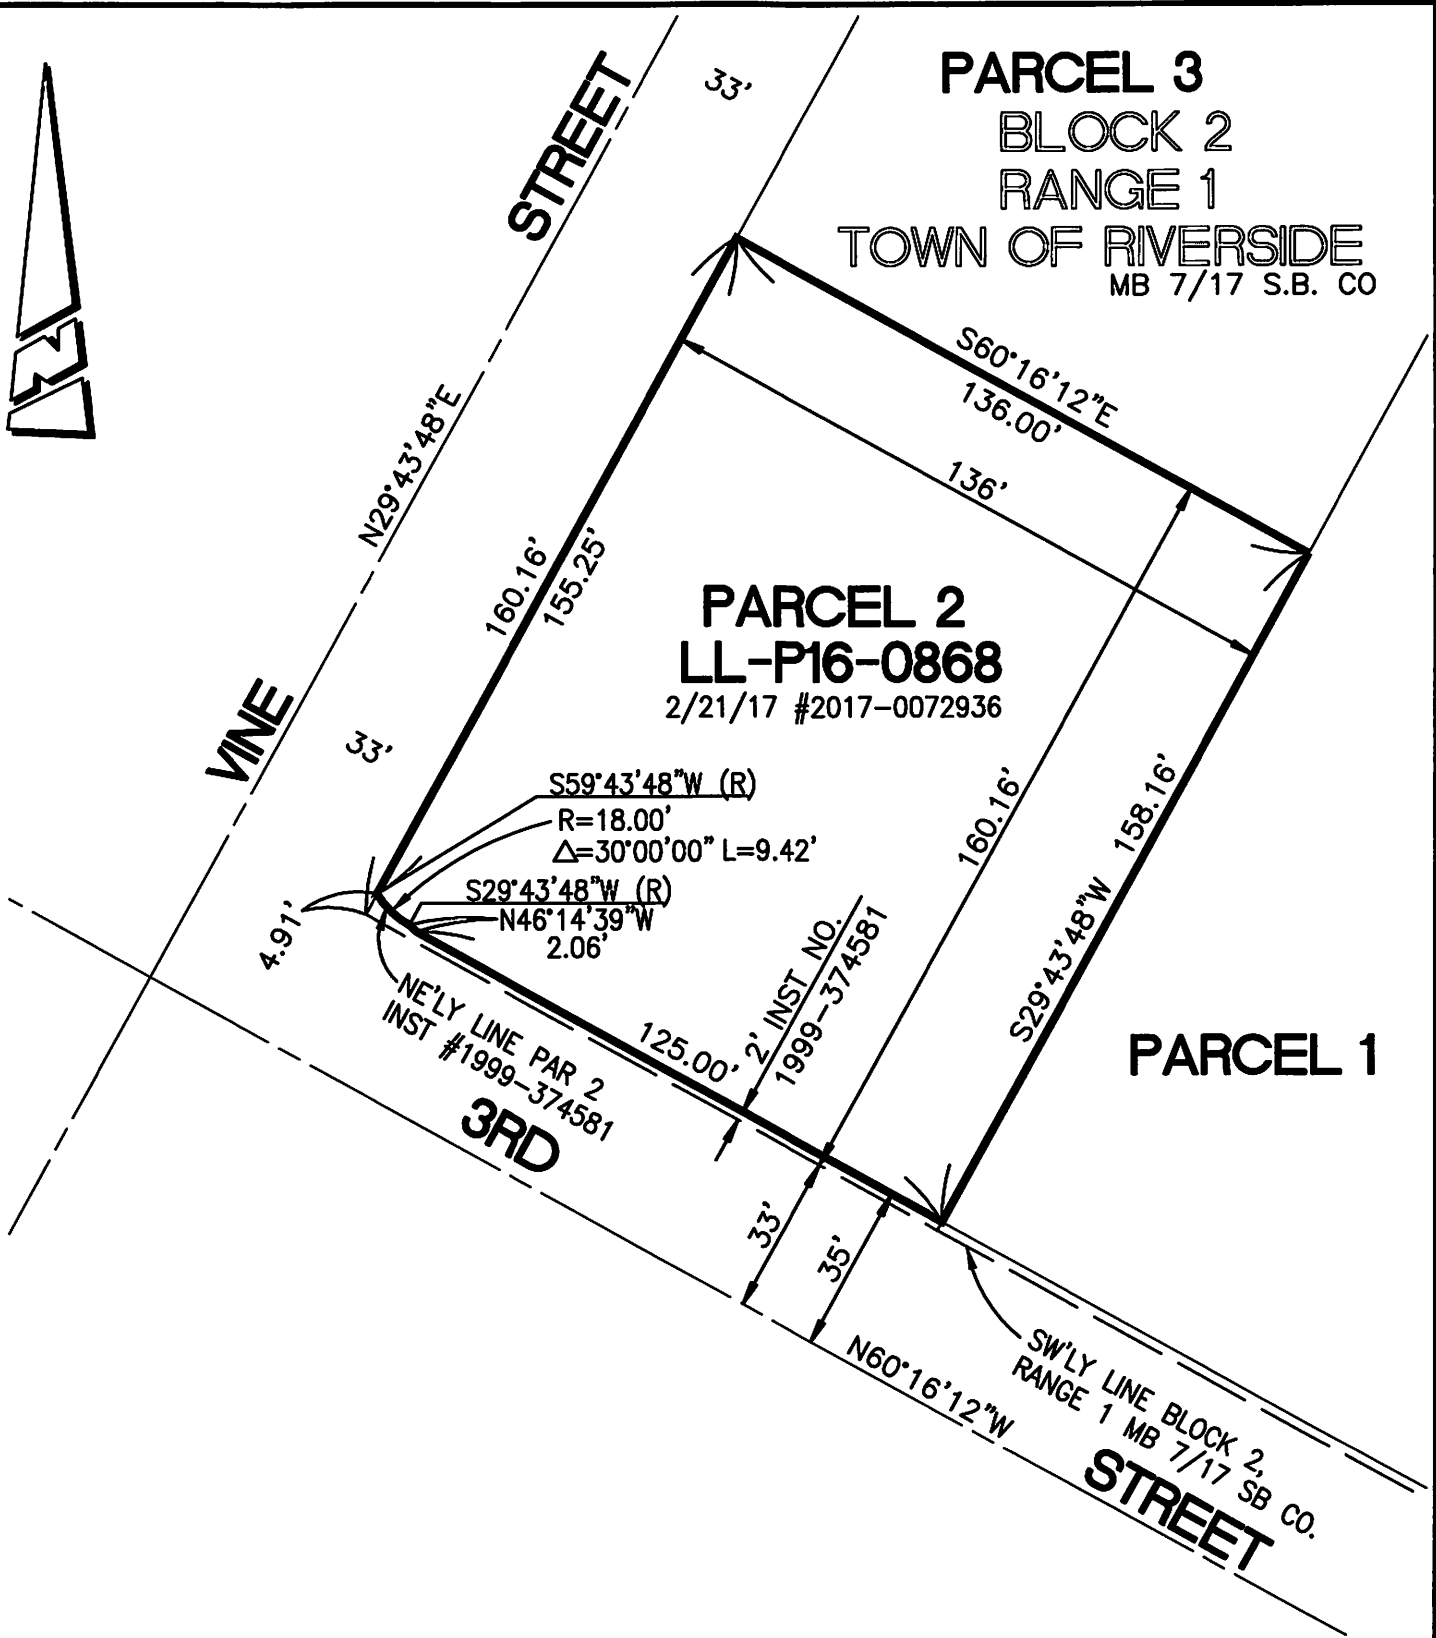 PARCEL 3
BLOCK 2
RANGE 1
TOWN OF RIVERSIDE
MB 7/17 S.B. CO
STREET
33'
N
S60°16'12"E
136.00'
136'
N29°43'48"E
160.16'
155.25'
PARCEL 2
LL-P16-0868
2/21/17 #2017-0072936
VINE
33'
S59°43'48"W (R)
R=18.00'
Δ=30°00'00" L=9.42'
S29°43'48"W (R)
N46°14'39"W
2.06'
4.91'
160.16'
158.16'
S29°43'48"W
2' INST NO.
1999-374581
NE'LY LINE PAR 2
INST #1999-374581
125.00'
PARCEL 1
3RD
33'
35'
N60°16'12"W
SW'LY LINE BLOCK 2,
RANGE 1 MB 7/17 SB CO.
STREET